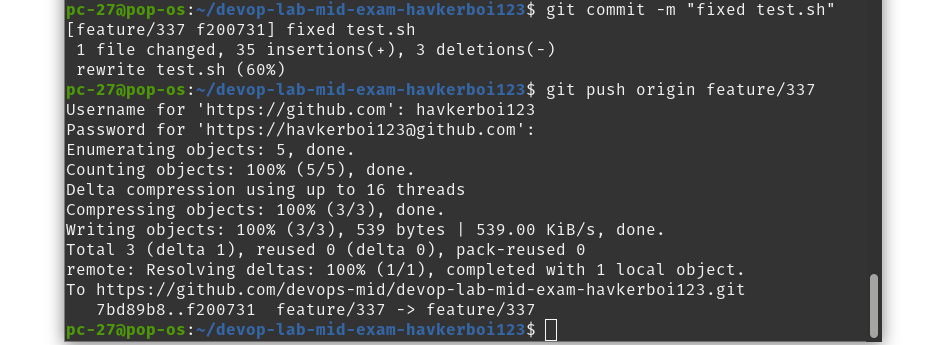 pc-27@pop-os:~/devop-lab-mid-exam-havkerboi123$ git commit -m "fixed test.sh"
[feature/337 f200731] fixed test.sh
 1 file changed, 35 insertions(+), 3 deletions(-)
 rewrite test.sh (60%)
pc-27@pop-os:~/devop-lab-mid-exam-havkerboi123$ git push origin feature/337
Username for 'https://github.com': havkerboi123
Password for 'https://havkerboi123@github.com':
Enumerating objects: 5, done.
Counting objects: 100% (5/5), done.
Delta compression using up to 16 threads
Compressing objects: 100% (3/3), done.
Writing objects: 100% (3/3), 539 bytes | 539.00 KiB/s, done.
Total 3 (delta 1), reused 0 (delta 0), pack-reused 0
remote: Resolving deltas: 100% (1/1), completed with 1 local object.
To https://github.com/devops-mid/devop-lab-mid-exam-havkerboi123.git
   7bd89b8..f200731  feature/337 -> feature/337
pc-27@pop-os:~/devop-lab-mid-exam-havkerboi123$